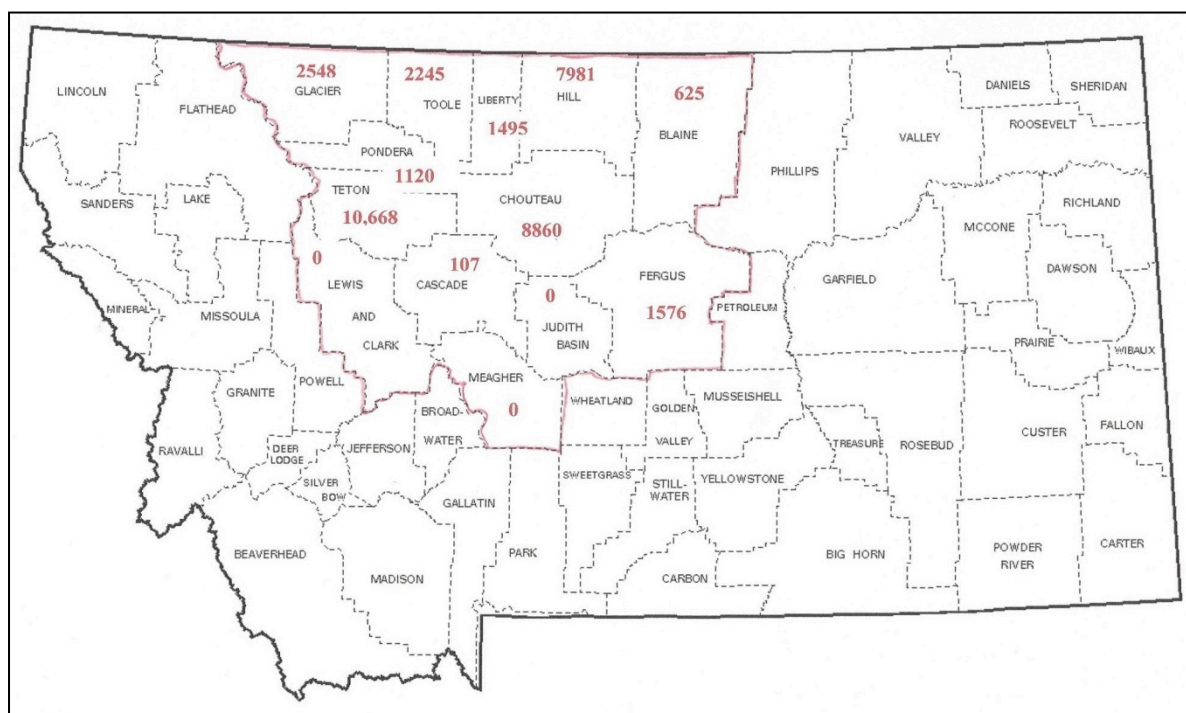 2548
GLACIER
2245
TOOLE
LIBERTY
1495
7981
HILL
625
BLAINE
LINCOLN
FLATHEAD
PONDERA
1120
TETON
10,668
CHOUTEAU
8860
PHILLIPS
VALLEY
DANIELS
SHERIDAN
ROOSEVELT
SANDERS
LAKE
0
LEWIS
AND
CLARK
107
CASCADE
0
JUDITH
BASIN
FERGUS
1576
PETROLEUM
GARFIELD
MCCONE
RICHLAND
DAWSON
MINERAL
MISSOULA
POWELL
GRANITE
MEAGHER
0
WHEATLAND
GOLDEN
VALLEY
MUSSELSHELL
PRAIRIE
WIBAUX
RAVALLI
DEER
LODGE
SILVER
BOW
JEFFERSON
BROAD-
WATER
GALLATIN
SWEETGRASS
STILL-
WATER
YELLOWSTONE
TREASURE
ROSEBUD
CUSTER
FALLON
BEAVERHEAD
MADISON
PARK
CARBON
BIG HORN
POWDER
RIVER
CARTER